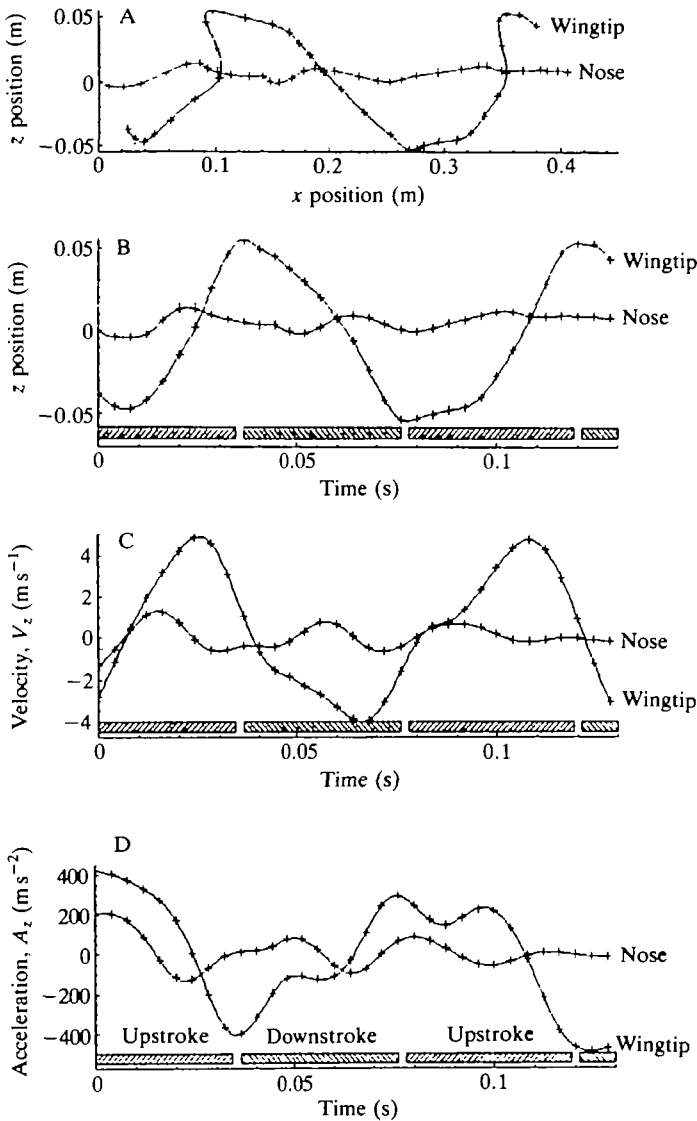 A
0.05
0
−0.05
z position (m)
Wingtip
Nose
0 0.1 0.2 0.3 0.4
x position (m)
B
0.05
0
−0.05
z position (m)
Wingtip
Nose
0 0.05 0.1
Time (s)
C
4
2
0
−2
−4
Velocity, Vz (m s−1)
Nose
Wingtip
0 0.05 0.1
Time (s)
D
400
200
0
−200
−400
Acceleration, Az (m s−2)
Nose
Upstroke Downstroke Upstroke
Wingtip
0 0.05 0.1
Time (s)